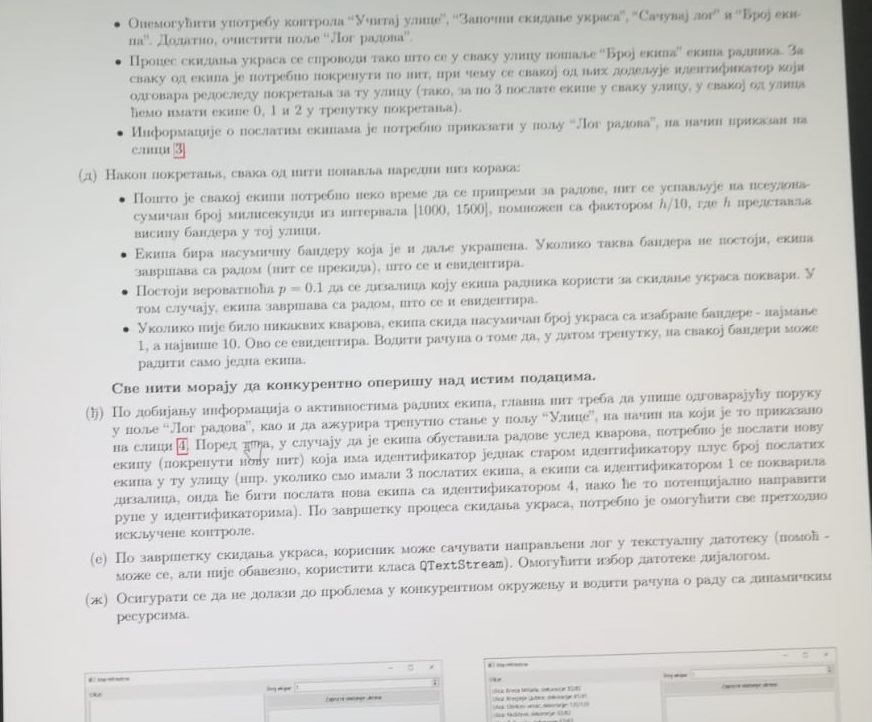 • Онемогућити употребу контрола “Учитај улице”, “Започни скидање украса”, “Сачувај лог” и “Број еки-
па”. Додатно, очистити поље “Лог радова”.
• Процес скидања украса се спроводи тако што се у сваку улицу пошаље “Број екипа” екипа радника. За
сваку од екипа је потребно покренути по нит, при чему се свакој од њих додељује идентификатор који
одговара редоследу покретања за ту улицу (тако, за по 3 послате екипе у сваку улицу, у свакој од улица
ћемо имати екипе 0, 1 и 2 у тренутку покретања).
• Информације о послатим екипама је потребно приказати у пољу “Лог радова”, на начин приказан на
слици 3.
(д) Након покретања, свака од нити понавља наредни низ корака:
• Пошто је свакој екипи потребно неко време да се припреми за радове, нит се успављује на псеудона-
сумичан број милисекунди из интервала [1000, 1500], помножен са фактором h/10, где h представља
висину бандера у тој улици.
• Екипа бира насумичну бандеру која је и даље украшена. Уколико таква бандера не постоји, екипа
завршава са радом (нит се прекида), што се и евидентира.
• Постоји вероватноћа p = 0.1 да се дизалица коју екипа радника користи за скидање украса поквари. У
том случају, екипа завршава са радом, што се и евидентира.
• Уколико није било никаквих кварова, екипа скида насумичан број украса са изабране бандере - најмање
1, а највише 10. Ово се евидентира. Водити рачуна о томе да, у датом тренутку, на свакој бандери може
радити само једна екипа.
Све нити морају да конкурентно оперишу над истим подацима.
(ђ) По добијању информација о активностима радних екипа, главна нит треба да упише одговарајућу поруку
у поље “Лог радова”, као и да ажурира тренутно стање у пољу “Улице”, на начин на који је то приказано
на слици 4. Поред тога, у случају да је екипа обуставила радове услед кварова, потребно је послати нову
екипу (покренути нову нит) која има идентификатор једнак старом идентификатору плус број послатих
екипа у ту улицу (нпр. уколико смо имали 3 послатих екипа, а екипи са идентификатором 1 се покварила
дизалица, онда ће бити послата нова екипа са идентификатором 4, иако ће то потенцијално направити
рупе у идентификаторима). По завршетку процеса скидања украса, потребно је омогућити све претходно
искључене контроле.
(е) По завршетку скидања украса, корисник може сачувати направљени лог у текстуалну датотеку (помоћ -
може се, али није обавезно, користити класа QTextStream). Омогућити избор датотеке дијалогом.
(ж) Осигурати се да не долази до проблема у конкурентном окружењу и водити рачуна о раду са динамичким
ресурсима.